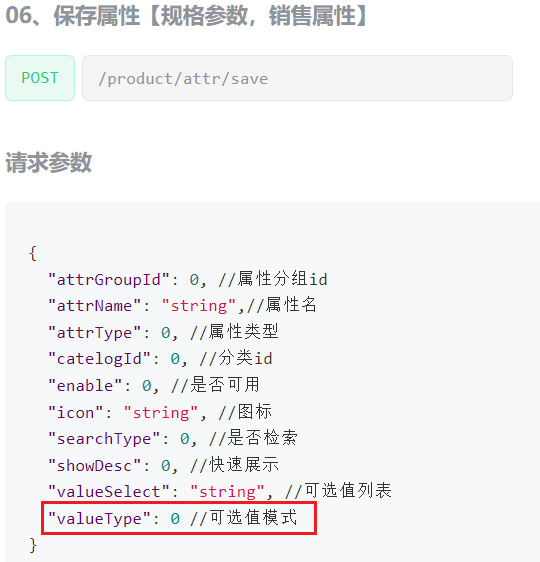 06、保存属性【规格参数，销售属性】
POST /product/attr/save
请求参数
{
"attrGroupId": 0, //属性分组id
"attrName": "string",//属性名
"attrType": 0, //属性类型
"catelogId": 0, //分类id
"enable": 0, //是否可用
"icon": "string", //图标
"searchType": 0, //是否检索
"showDesc": 0, //快速展示
"valueSelect": "string", //可选值列表
"valueType": 0 //可选值模式
}